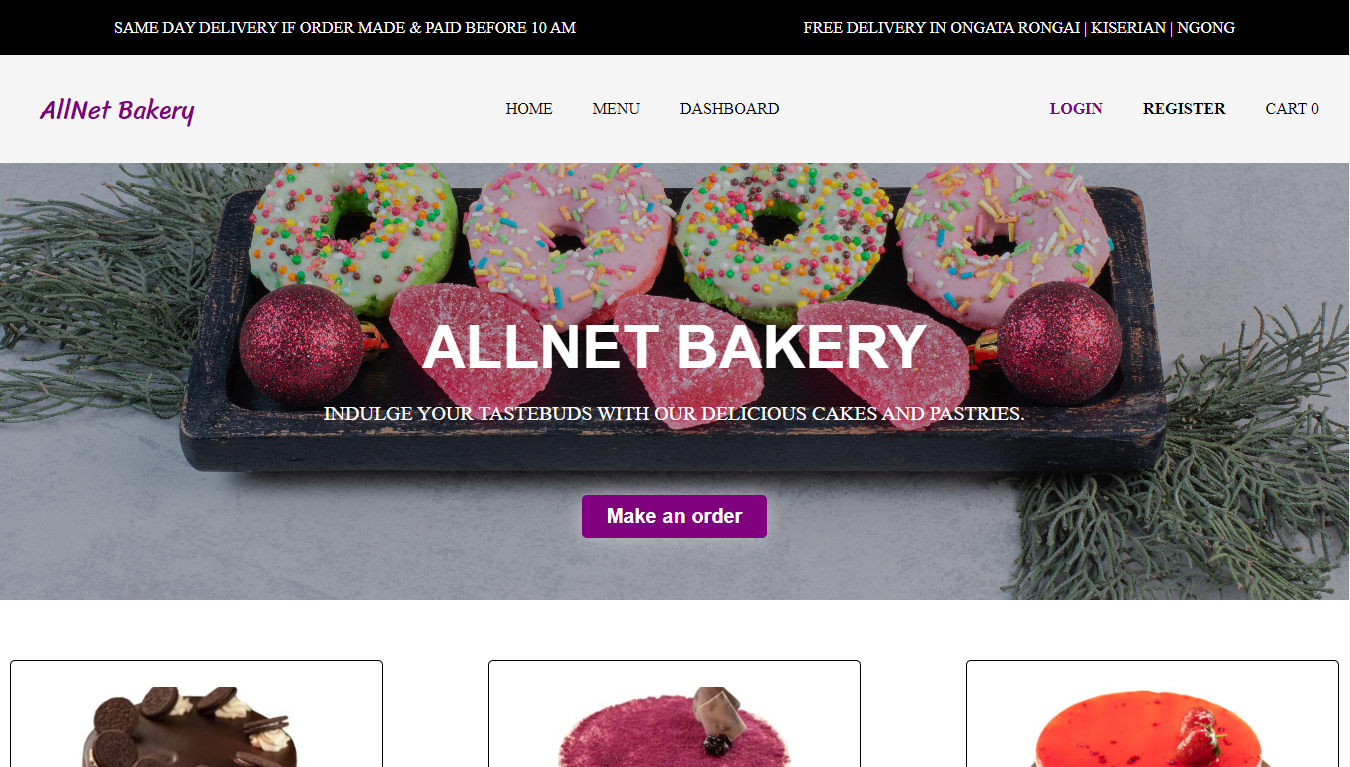 SAME DAY DELIVERY IF ORDER MADE & PAID BEFORE 10 AM
FREE DELIVERY IN ONGATA RONGAI | KISERIAN | NGONG
AllNet Bakery
HOME
MENU
DASHBOARD
LOGIN
REGISTER
CART 0
ALLNET BAKERY
INDULGE YOUR TASTEBUDS WITH OUR DELICIOUS CAKES AND PASTRIES.
Make an order